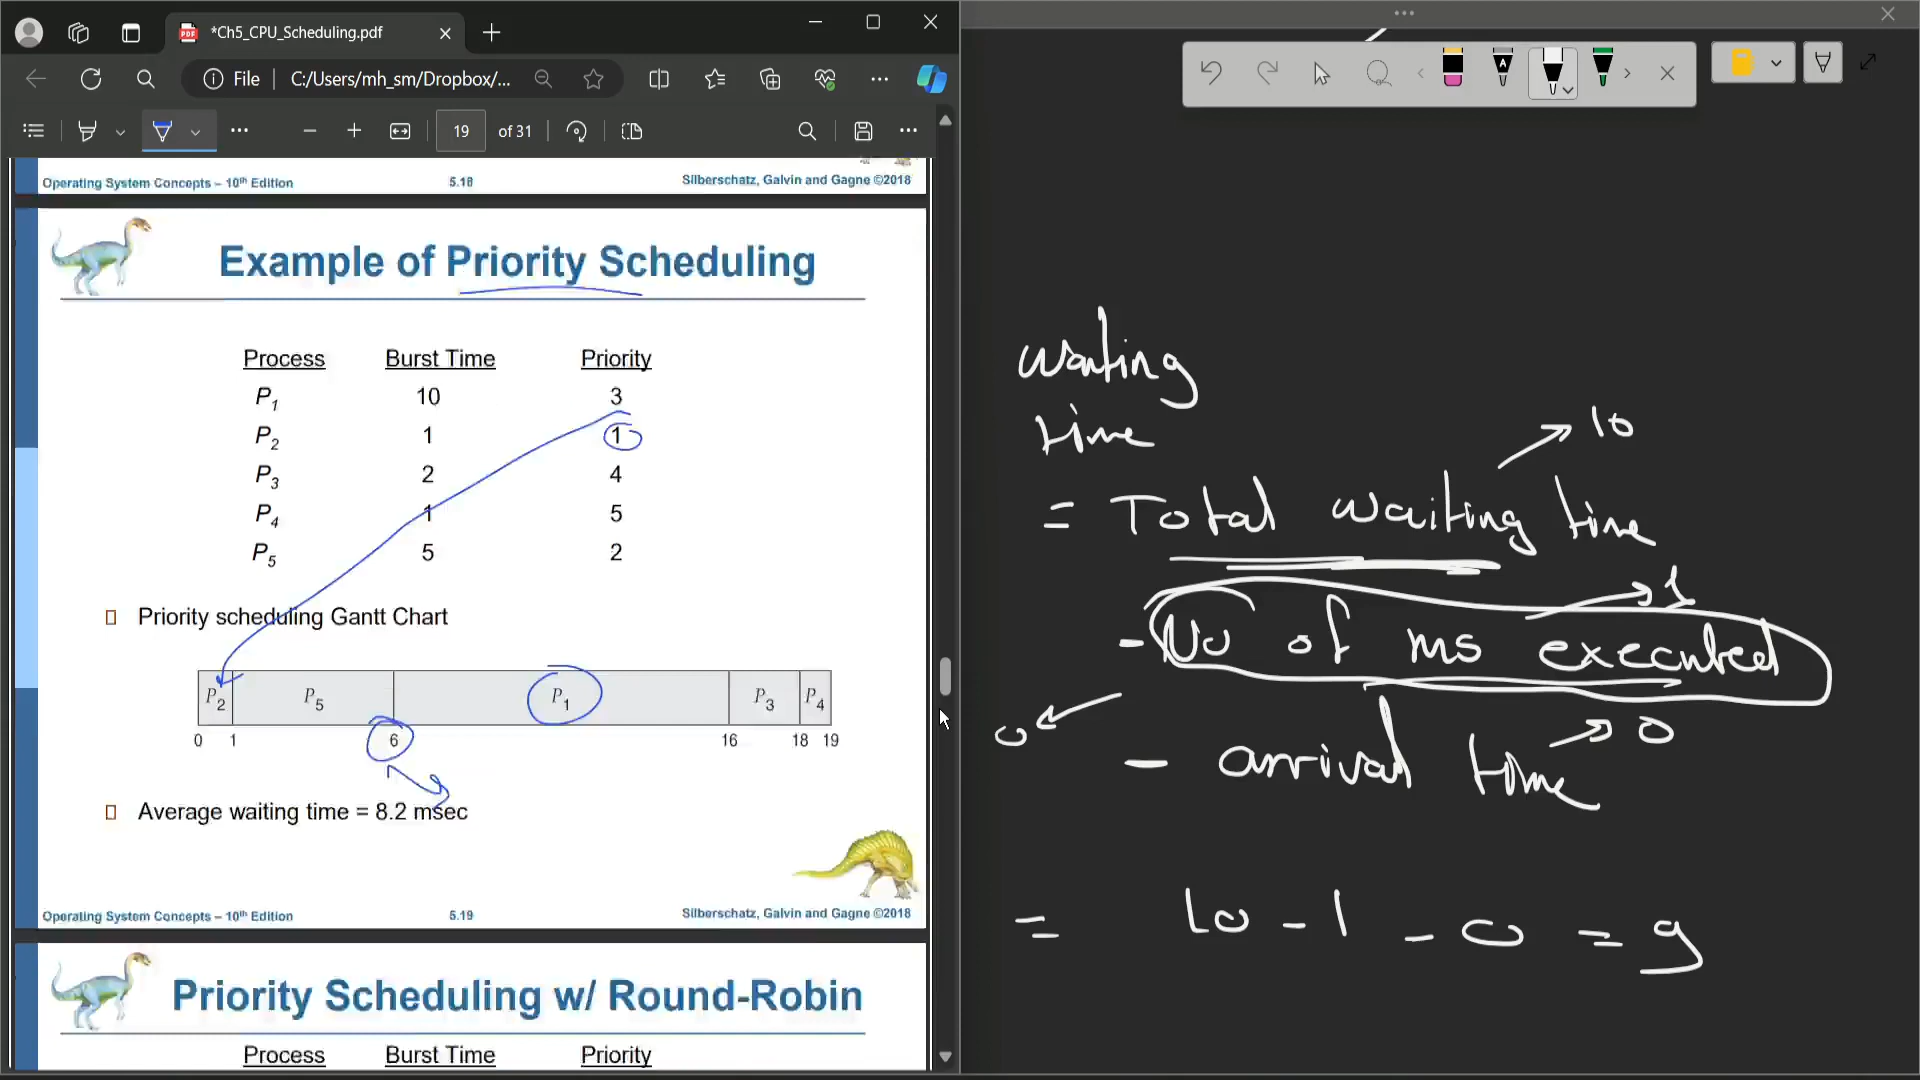 *Ch5_CPU_Scheduling.pdf
File
C:/Users/mh_sm/Dropbox/...
19 of 31
Operating System Concepts – 10th Edition 5.18 Silberschatz, Galvin and Gagne ©2018
Example of Priority Scheduling
Process Burst Time Priority
P1 10 3
P2 1 1
P3 2 4
P4 1 5
P5 5 2
Priority scheduling Gantt Chart
P2 P5 P1 P3 P4
0 1 6 16 18 19
Average waiting time = 8.2 msec
Operating System Concepts – 10th Edition 5.19 Silberschatz, Galvin and Gagne ©2018
Priority Scheduling w/ Round-Robin
Process Burst Time Priority
A
waiting
time
10
= Total waiting time
1
- No of ms executed
0
0
- arrival time
= 10 - 1 - 0 = 9